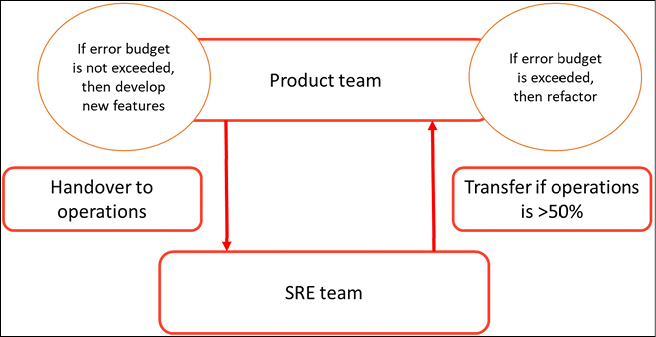 If error budget
is not exceeded,
then develop
new features
Product team
If error budget
is exceeded,
then refactor
Handover to
operations
Transfer if operations
is >50%
SRE team